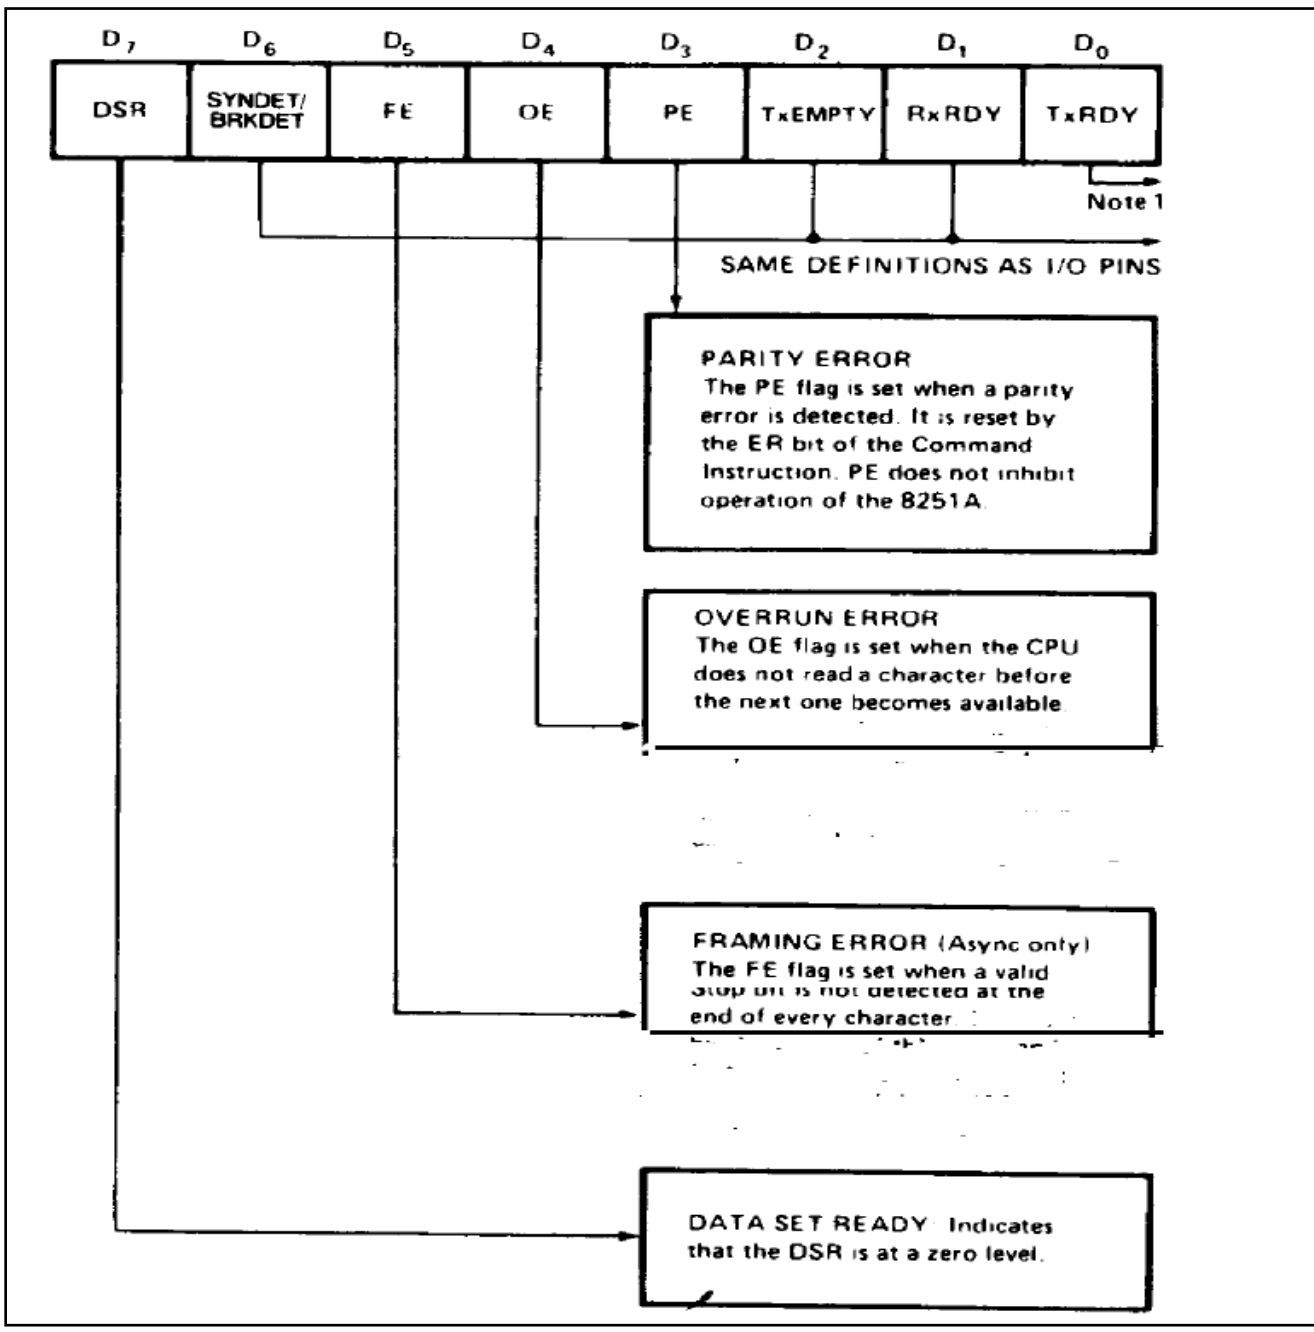 D7 D6 D5 D4 D3 D2 D1 D0
DSR SYNDET/ BRKDET FE OE PE TxEMPTY RxRDY TxRDY
Note 1
SAME DEFINITIONS AS I/O PINS
PARITY ERROR
The PE flag is set when a parity
error is detected. It is reset by
the ER bit of the Command
Instruction. PE does not inhibit
operation of the 8251A.
OVERRUN ERROR
The OE flag is set when the CPU
does not read a character before
the next one becomes available.
FRAMING ERROR (Async only)
The FE flag is set when a valid
Stop bit is not detected at the
end of every character.
DATA SET READY: Indicates
that the DSR is at a zero level.